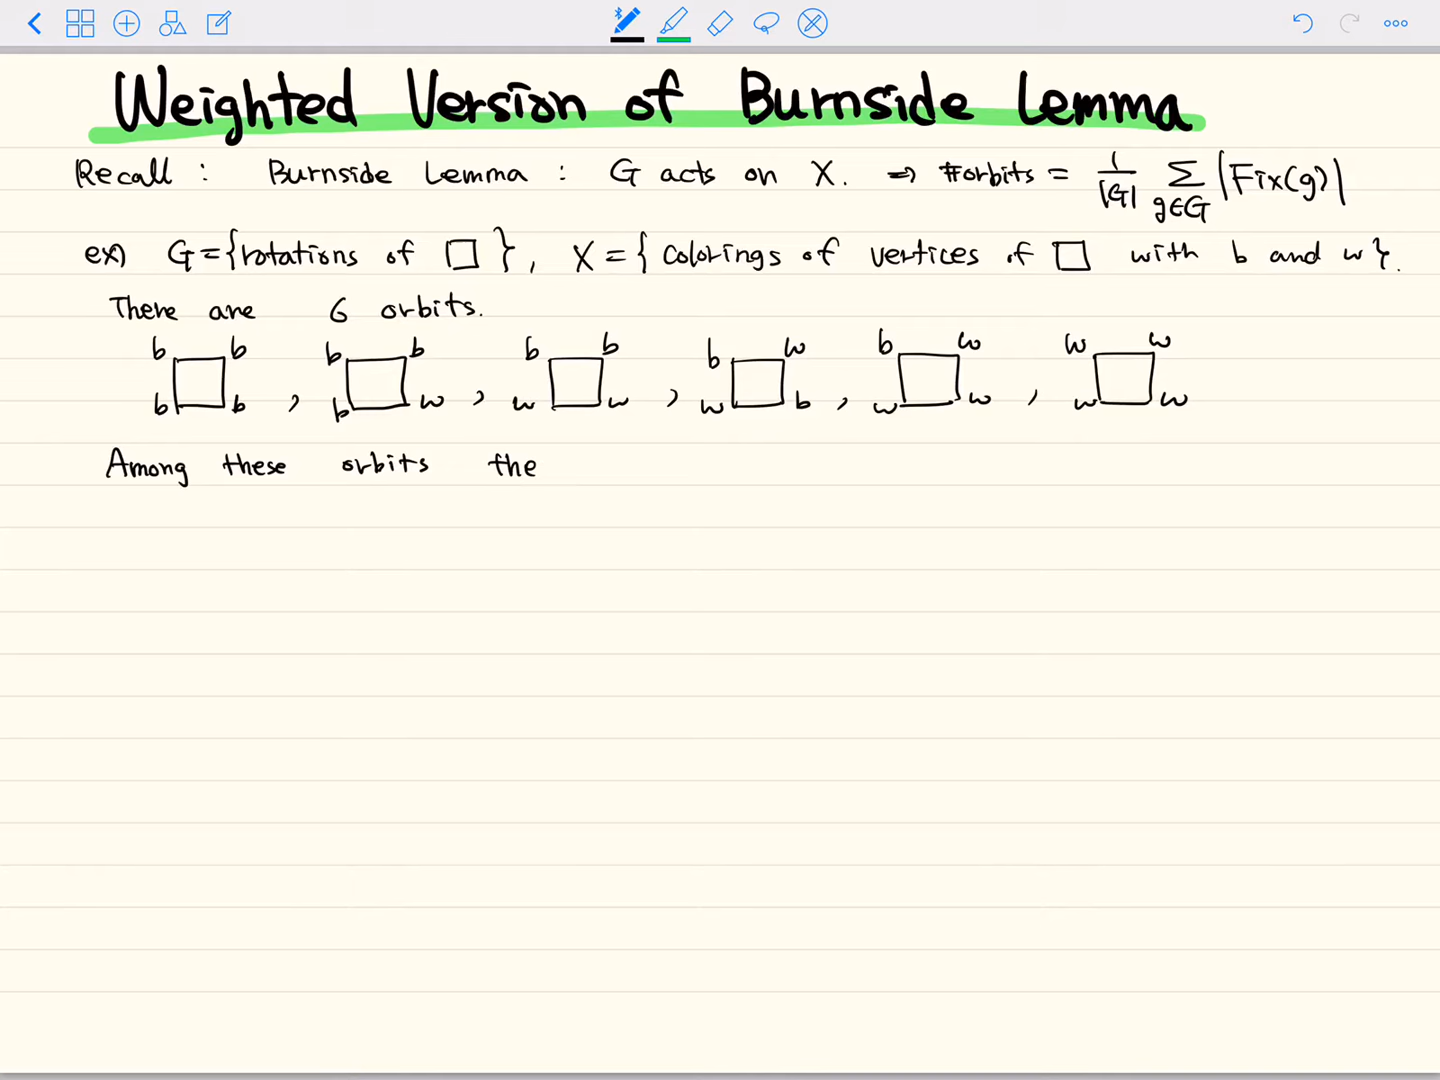 Weighted Version of Burnside Lemma
Recall : Burnside Lemma : G acts on X. ⇒ #orbits = 1/|G| Σ_{g∈G} |Fix(g)|
ex) G={rotations of □}, X={colorings of vertices of □ with b and w}.
There are 6 orbits.
b b b b b b b w b w w w
b b , b w , w w , w b , w w , w w
Among these orbits the